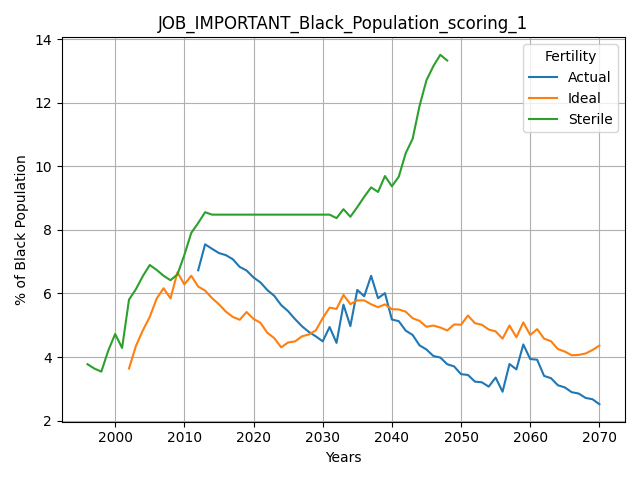 JOB_IMPORTANT_Black_Population_scoring_1
14
12
10
8
6
4
2
% of Black Population
Fertility
Actual
Ideal
Sterile
2000 2010 2020 2030 2040 2050 2060 2070
Years